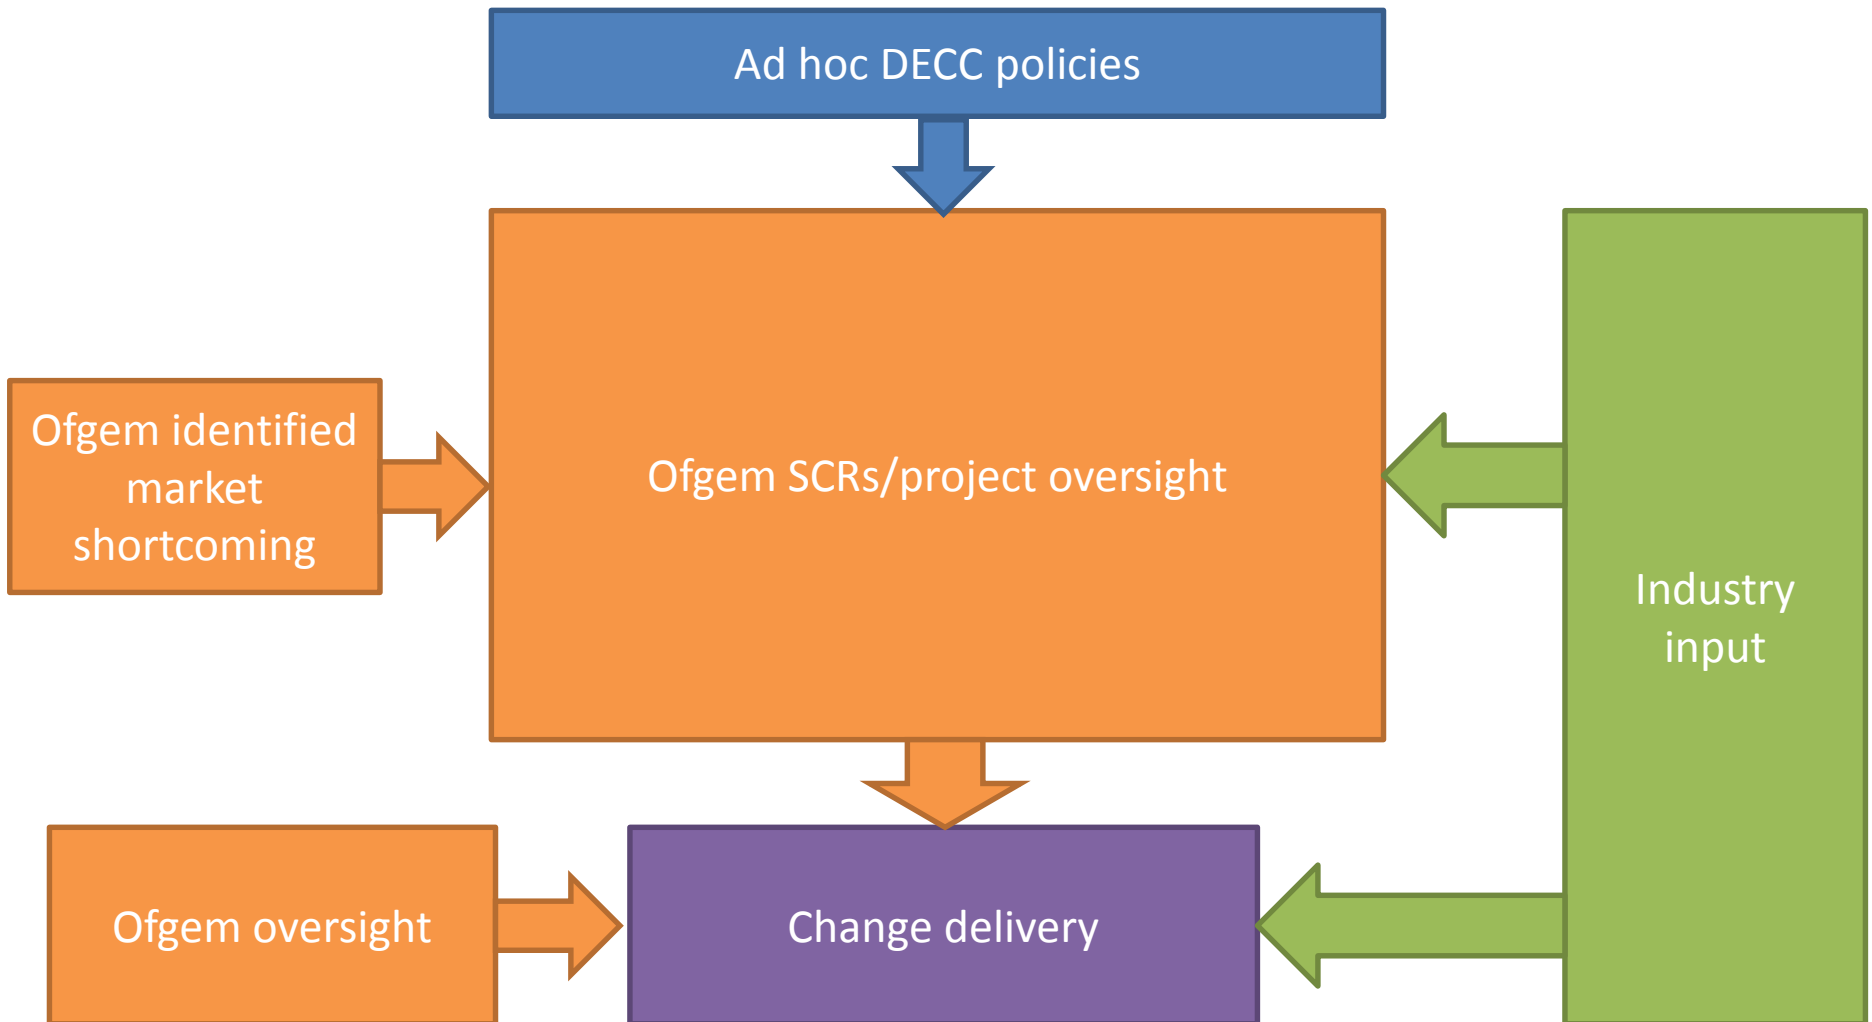 Ad hoc DECC policies
Ofgem identified
market
shortcoming
Ofgem SCRs/project oversight
Industry
input
Ofgem oversight
Change delivery